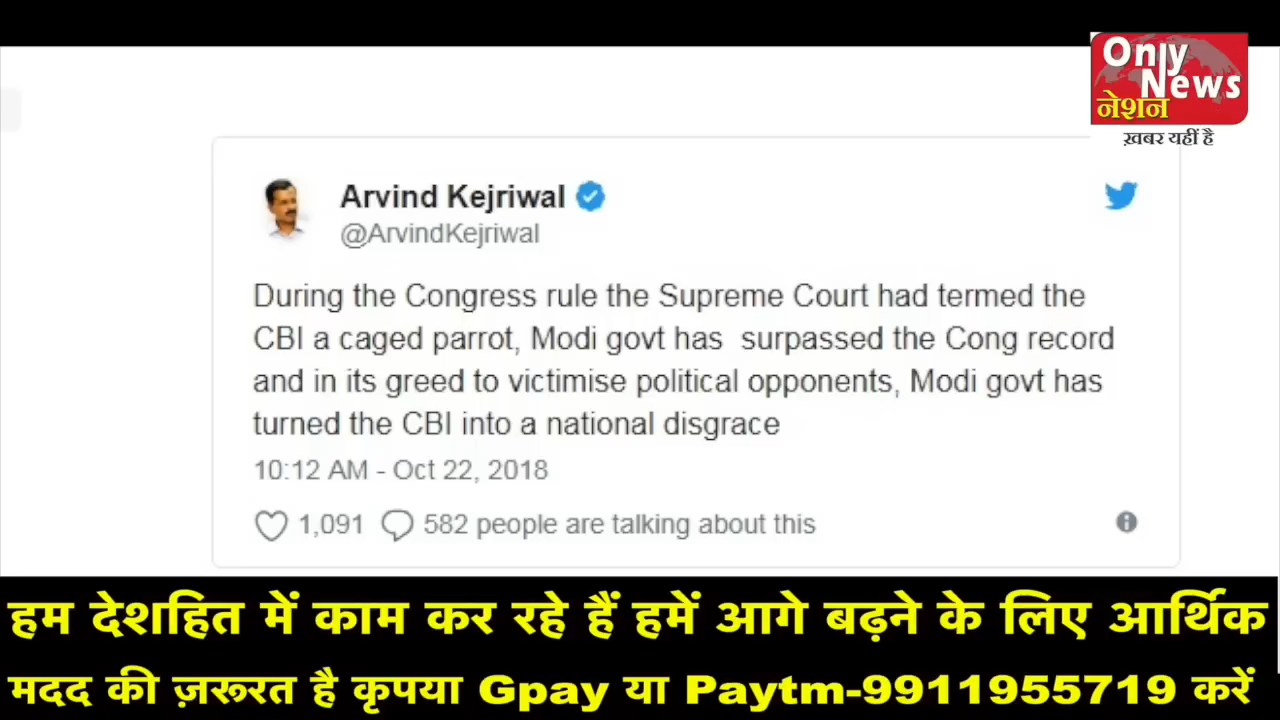 Only
News
नेशन
ख़बर यहीं है
Arvind Kejriwal
@ArvindKejriwal
During the Congress rule the Supreme Court had termed the
CBI a caged parrot, Modi govt has surpassed the Cong record
and in its greed to victimise political opponents, Modi govt has
turned the CBI into a national disgrace
10:12 AM - Oct 22, 2018
1,091 582 people are talking about this
हम देशहित में काम कर रहे हैं हमें आगे बढ़ने के लिए आर्थिक
मदद की ज़रूरत है कृपया Gpay या Paytm-9911955719 करें